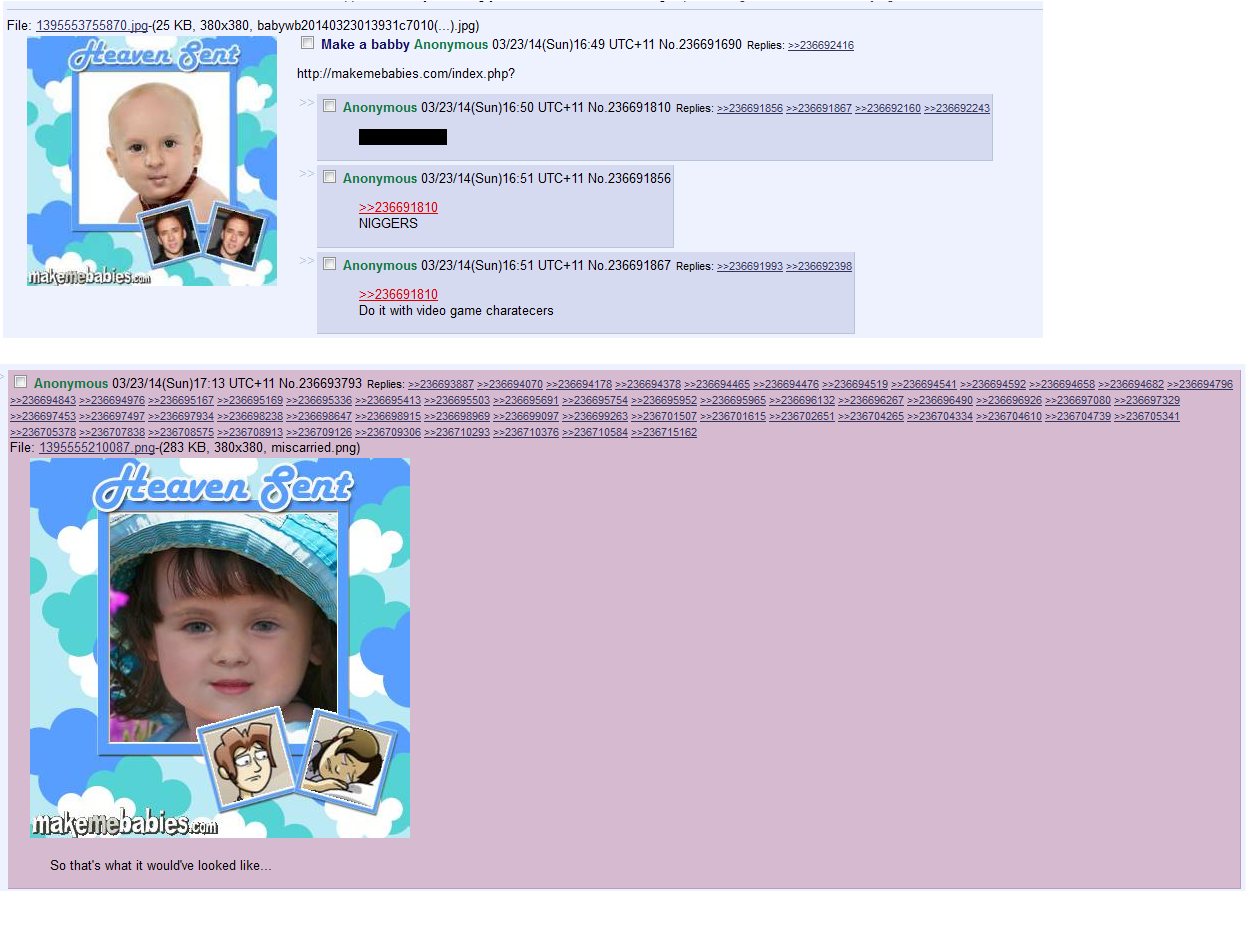 File: 1395553755870.jpg-(25 KB, 380x380, babywb20140323013931c7010(...).jpg)
Heaven Sent
makemebabies.com
Make a babby Anonymous 03/23/14(Sun)16:49 UTC+11 No.236691690 Replies: >>236692416
http://makemebabies.com/index.php?
>> Anonymous 03/23/14(Sun)16:50 UTC+11 No.236691810 Replies: >>236691856 >>236691867 >>236692160 >>236692243
>> Anonymous 03/23/14(Sun)16:51 UTC+11 No.236691856
>>236691810
NIGGERS
>> Anonymous 03/23/14(Sun)16:51 UTC+11 No.236691867 Replies: >>236691993 >>236692398
>>236691810
Do it with video game charatecers
Anonymous 03/23/14(Sun)17:13 UTC+11 No.236693793 Replies: >>236693887 >>236694070 >>236694178 >>236694378 >>236694465 >>236694476 >>236694519 >>236694541 >>236694592 >>236694658 >>236694682 >>236694796
>>236694843 >>236694976 >>236695167 >>236695169 >>236695336 >>236695413 >>236695503 >>236695691 >>236695754 >>236695952 >>236695965 >>236696132 >>236696267 >>236696490 >>236696926 >>236697080 >>236697329
>>236697453 >>236697497 >>236697934 >>236698238 >>236698647 >>236698915 >>236698969 >>236699097 >>236699263 >>236701507 >>236701615 >>236702651 >>236704265 >>236704334 >>236704610 >>236704739 >>236705341
>>236705378 >>236707838 >>236708575 >>236708913 >>236709126 >>236709306 >>236710293 >>236710376 >>236710584 >>236715162
File: 1395555210087.png-(283 KB, 380x380, miscarried.png)
Heaven Sent
makemebabies.com
So that's what it would've looked like...